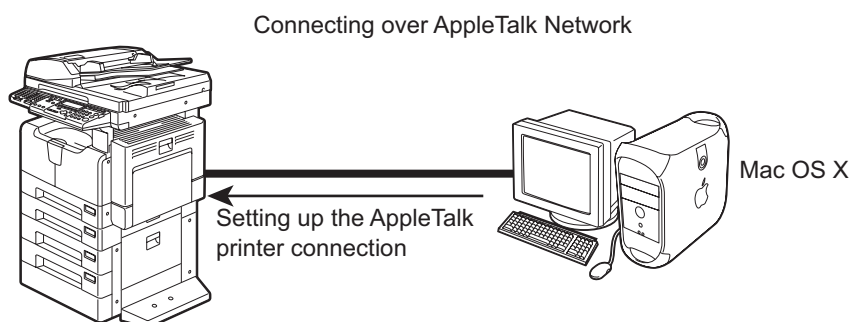 Connecting over AppleTalk Network
Mac OS X
Setting up the AppleTalk
printer connection